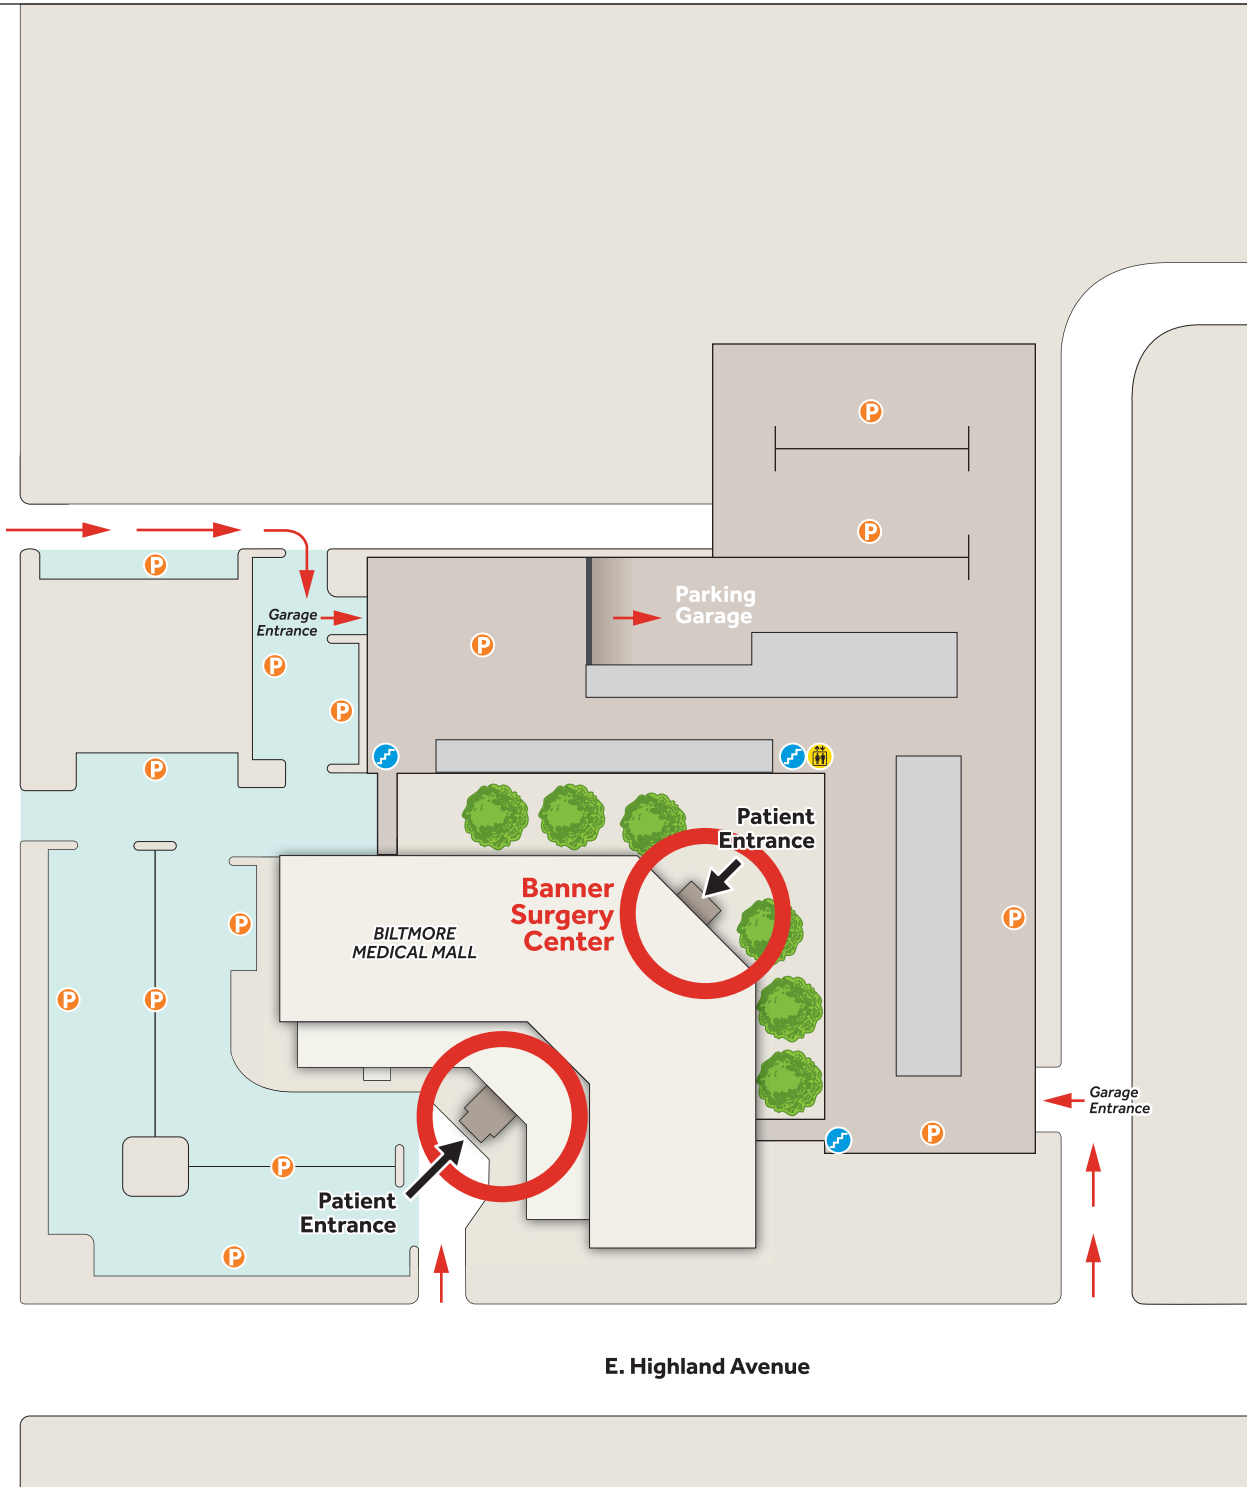 P
P
P
Parking
Garage
Garage
Entrance
P
P
P
P
Patient
Entrance
Banner
Surgery
Center
P
P
BILTMORE
MEDICAL MALL
P
P
Garage
Entrance
P
P
Patient
Entrance
P
E. Highland Avenue